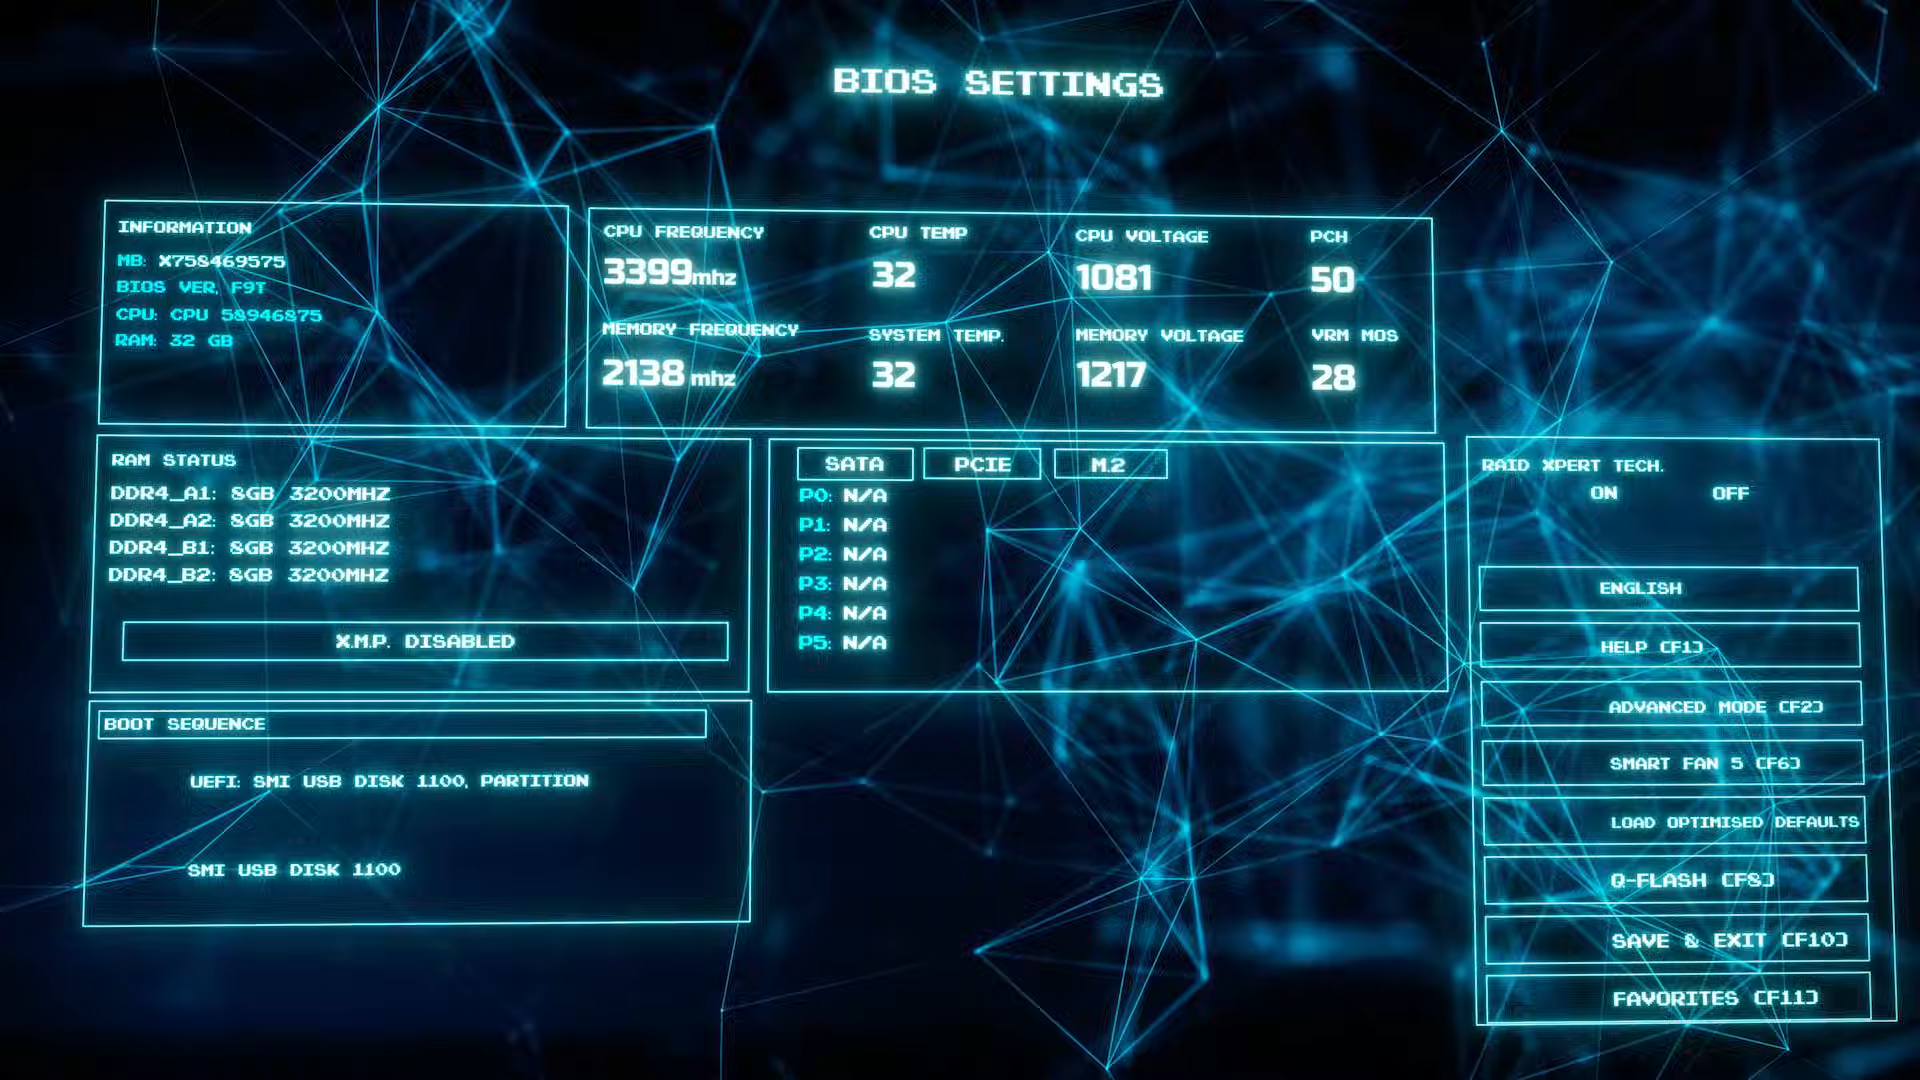 BIOS SETTINGS
INFORMATION
MB: X758469575
BIOS VER, F9T
CPU: CPU 58946875
RAM: 32 GB
CPU FREQUENCY
3399mhz
CPU TEMP
32
CPU VOLTAGE
1081
PCH
50
MEMORY FREQUENCY
2138 mhz
SYSTEM TEMP.
32
MEMORY VOLTAGE
1217
VRM MOS
28
RAM STATUS
DDR4_A1: 8GB 3200MHZ
DDR4_A2: 8GB 3200MHZ
DDR4_B1: 8GB 3200MHZ
DDR4_B2: 8GB 3200MHZ
X.M.P. DISABLED
SATA PCIE M.2
P0: N/A
P1: N/A
P2: N/A
P3: N/A
P4: N/A
P5: N/A
BOOT SEQUENCE
UEFI: SMI USB DISK 1100, PARTITION
SMI USB DISK 1100
RAID XPERT TECH.
ON OFF
ENGLISH
HELP (F1)
ADVANCED MODE (F2)
SMART FAN 5 (F6)
LOAD OPTIMISED DEFAULTS
Q-FLASH (F8)
SAVE & EXIT (F10)
FAVORITES (F11)